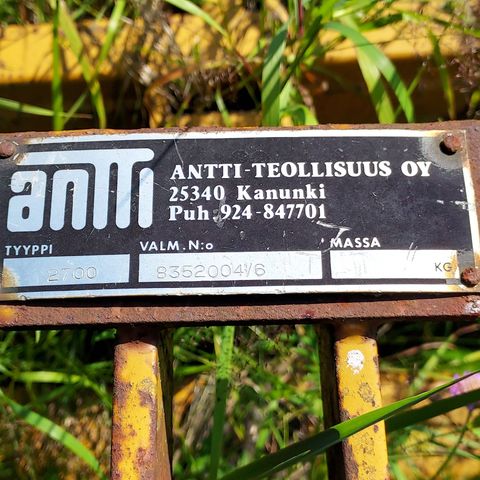 antti
ANTTI-TEOLLISUUS OY
25340 Kanunki
Puh 924-847701
TYYPPI VALM. N:o MASSA
2700 8352004/6 KG